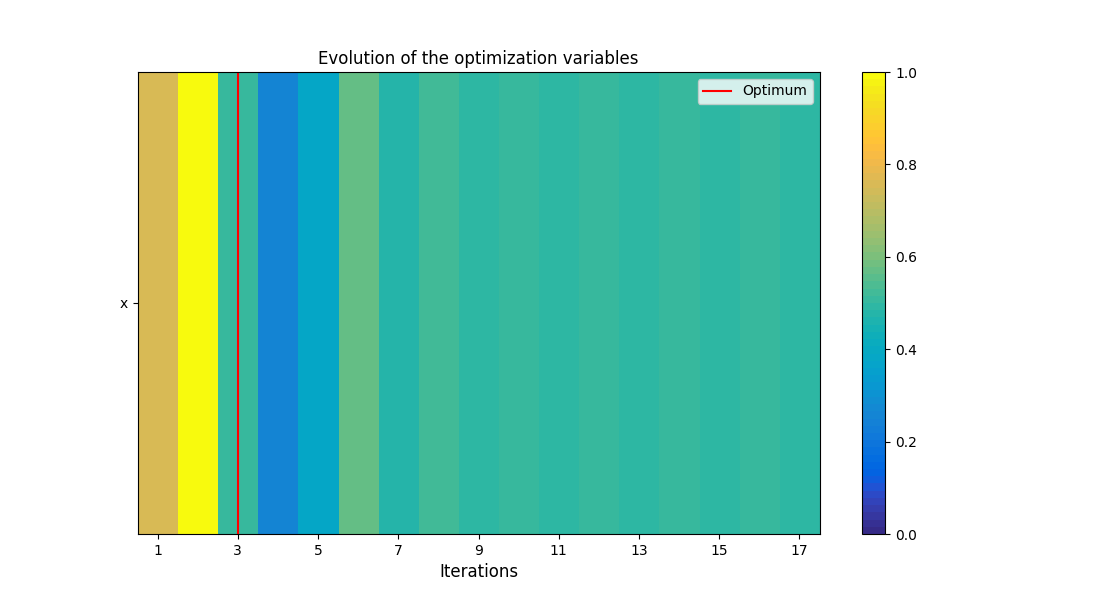 Evolution of the optimization variables
Optimum
x
1 3 5 7 9 11 13 15 17
Iterations
1.0
0.8
0.6
0.4
0.2
0.0